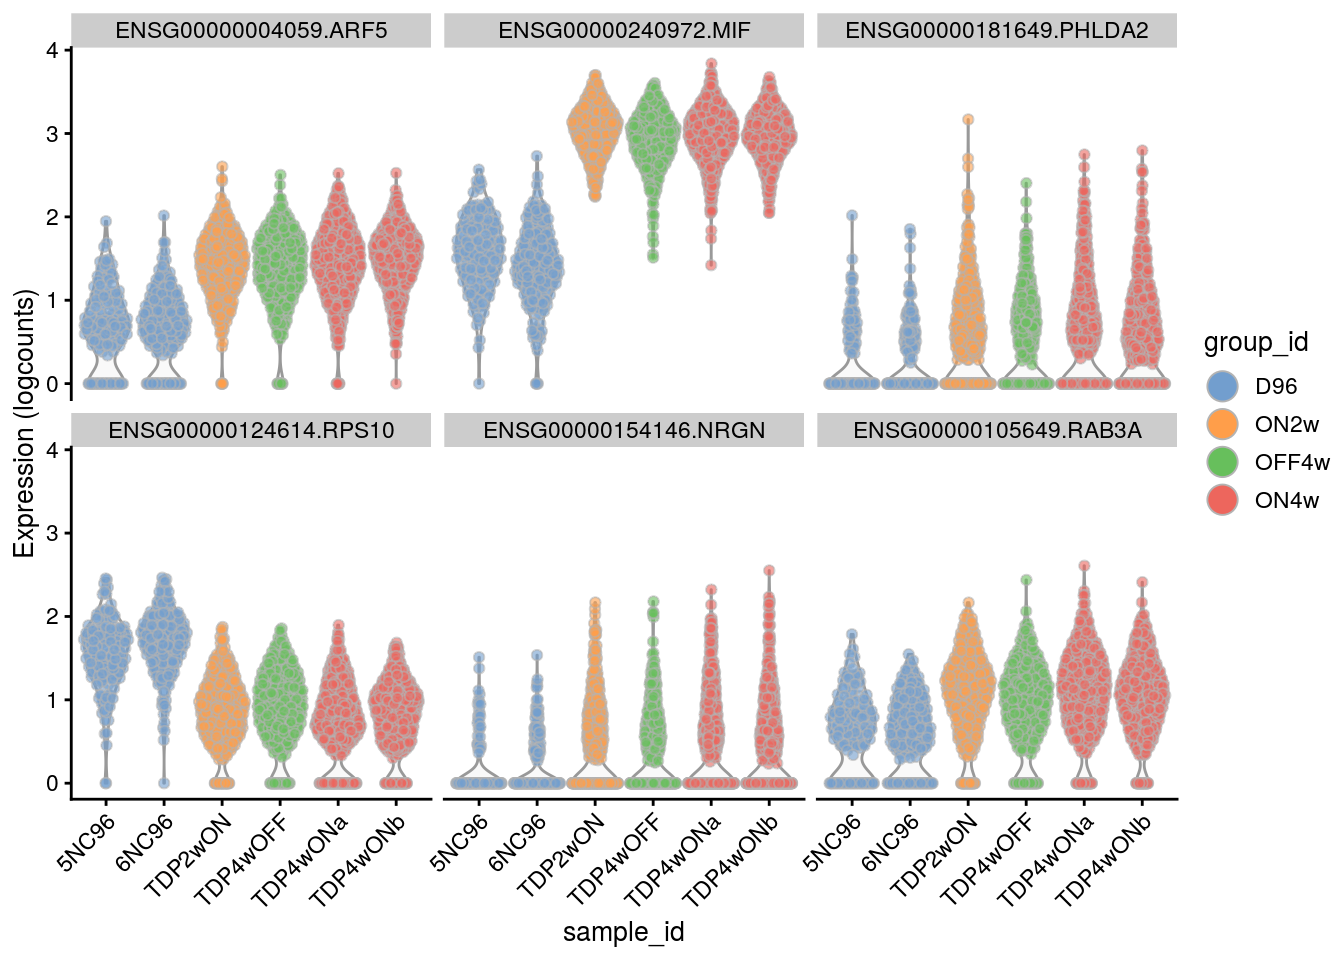 ENSG00000004059.ARF5 ENSG00000240972.MIF ENSG00000181649.PHLDA2
4
3
2
1
0
ENSG00000124614.RPS10 ENSG00000154146.NRGN ENSG00000105649.RAB3A
4
3
2
1
0
Expression (logcounts)
5NC96 6NC96 TDP2wON TDP4wOFF TDP4wONa TDP4wONb 5NC96 6NC96 TDP2wON TDP4wOFF TDP4wONa TDP4wONb 5NC96 6NC96 TDP2wON TDP4wOFF TDP4wONa TDP4wONb
sample_id
group_id
D96
ON2w
OFF4w
ON4w